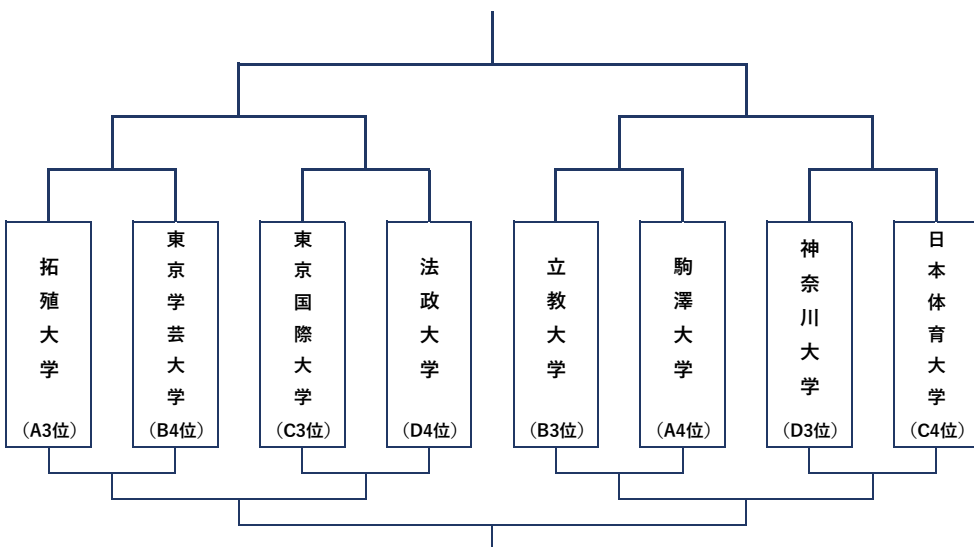 拓殖大学
(A3位)
東京学芸大学
(B4位)
東京国際大学
(C3位)
法政大学
(D4位)
立教大学
(B3位)
駒澤大学
(A4位)
神奈川大学
(D3位)
日本体育大学
(C4位)